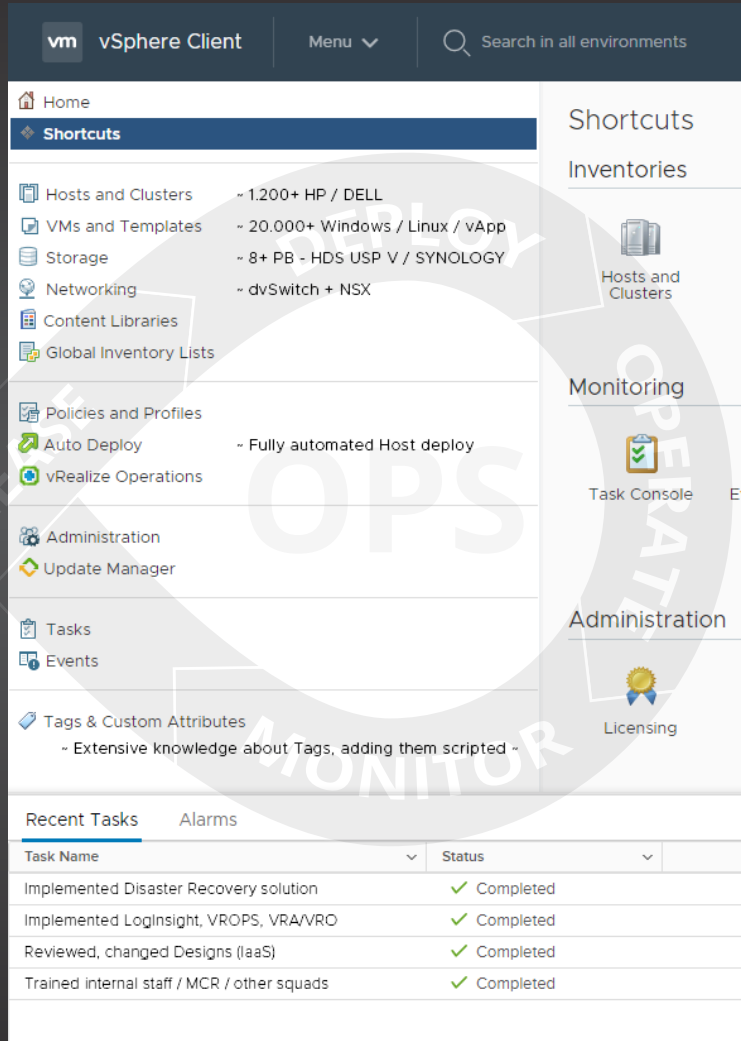 vm vSphere Client Menu Search in all environments
Home
Shortcuts
Hosts and Clusters ~ 1.200+ HP / DELL
VMs and Templates ~ 20.000+ Windows / Linux / vApp
Storage ~ 8+ PB - HDS USP V / SYNOLOGY
Networking ~ dvSwitch + NSX
Content Libraries
Global Inventory Lists
Policies and Profiles
Auto Deploy ~ Fully automated Host deploy
vRealize Operations
Administration
Update Manager
Tasks
Events
Tags & Custom Attributes
~ Extensive knowledge about Tags, adding them scripted ~
Shortcuts
Inventories
Hosts and
Clusters
Monitoring
Task Console E
Administration
Licensing
DEPLOY
OPERATE
MONITOR
EASE
OPS
Recent Tasks Alarms
Task Name Status
Implemented Disaster Recovery solution Completed
Implemented LogInsight, VROPS, VRA/VRO Completed
Reviewed, changed Designs (IaaS) Completed
Trained internal staff / MCR / other squads Completed